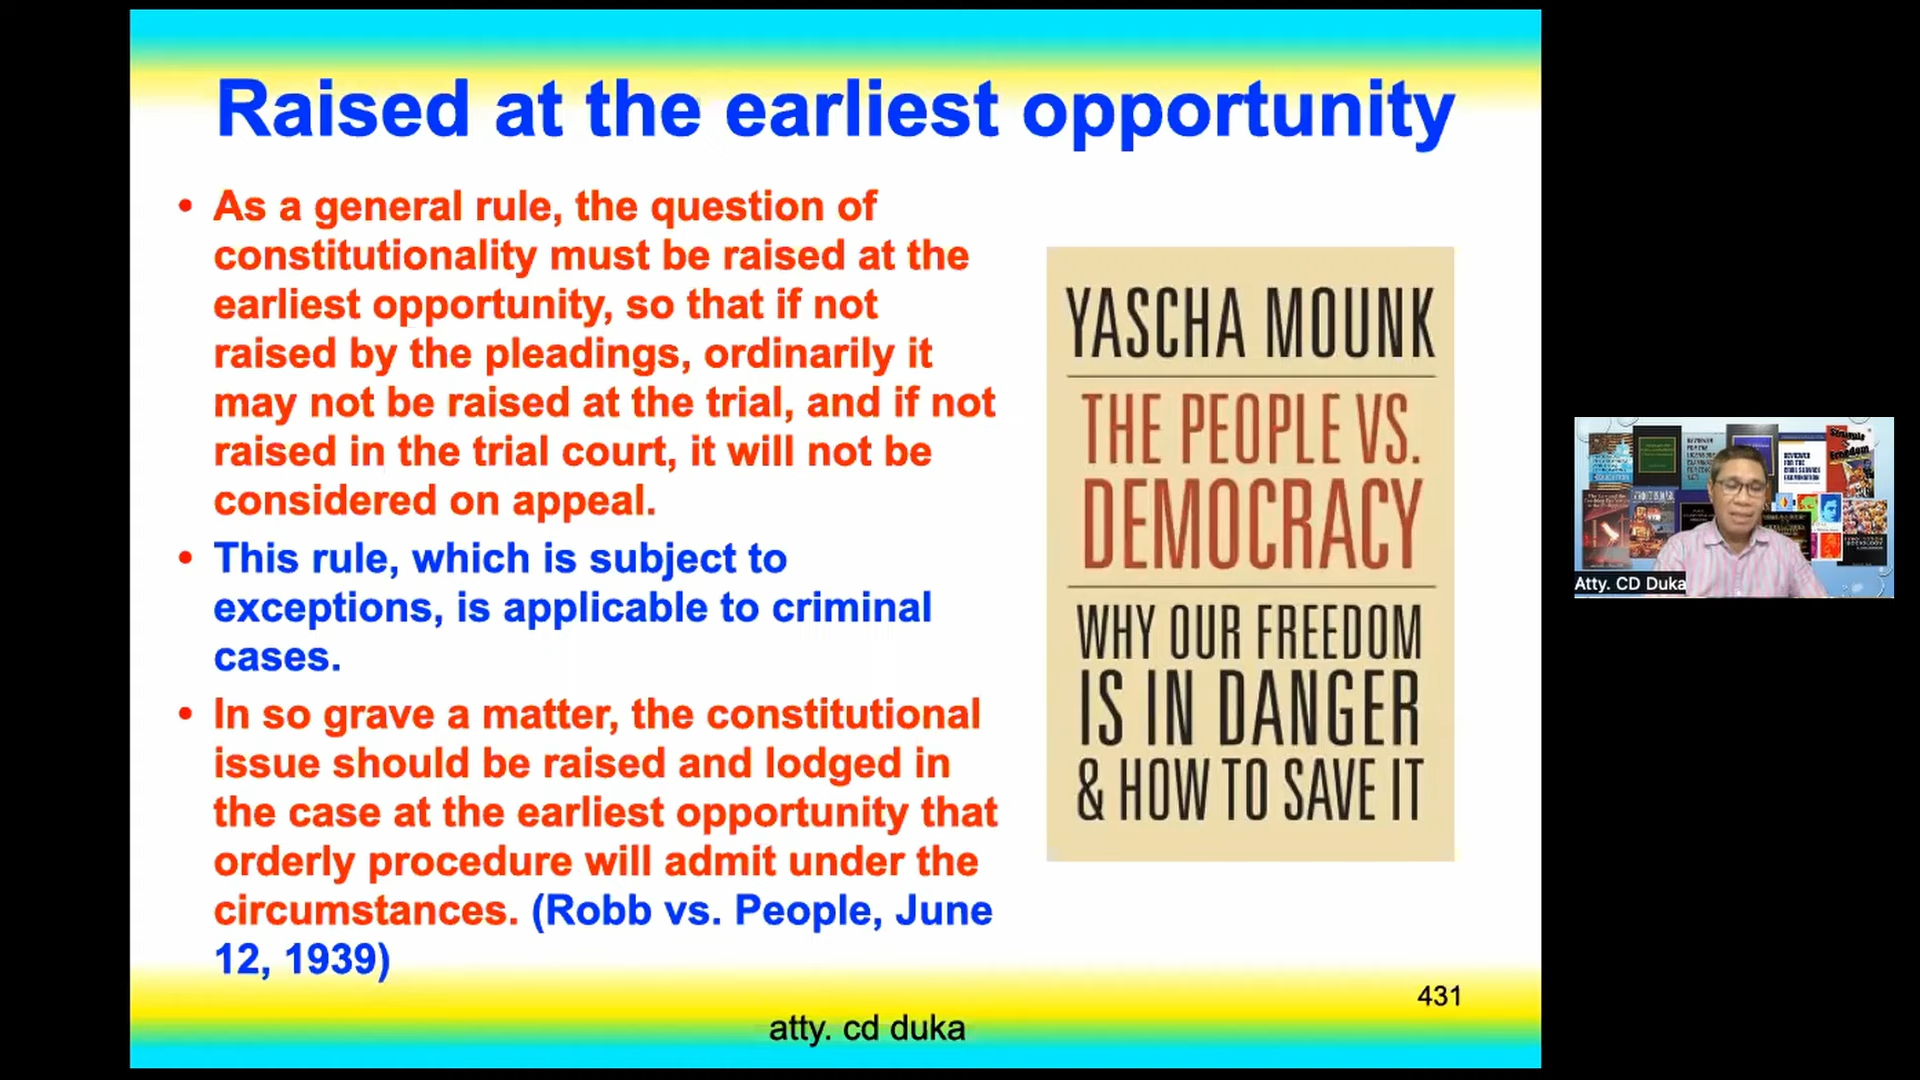 Raised at the earliest opportunity
• As a general rule, the question of
constitutionality must be raised at the
earliest opportunity, so that if not
raised by the pleadings, ordinarily it
may not be raised at the trial, and if not
raised in the trial court, it will not be
considered on appeal.
• This rule, which is subject to
exceptions, is applicable to criminal
cases.
• In so grave a matter, the constitutional
issue should be raised and lodged in
the case at the earliest opportunity that
orderly procedure will admit under the
circumstances. (Robb vs. People, June
12, 1939)
YASCHA MOUNK
THE PEOPLE VS.
DEMOCRACY
WHY OUR FREEDOM
IS IN DANGER
& HOW TO SAVE IT
431
atty. cd duka
Atty. CD Duka